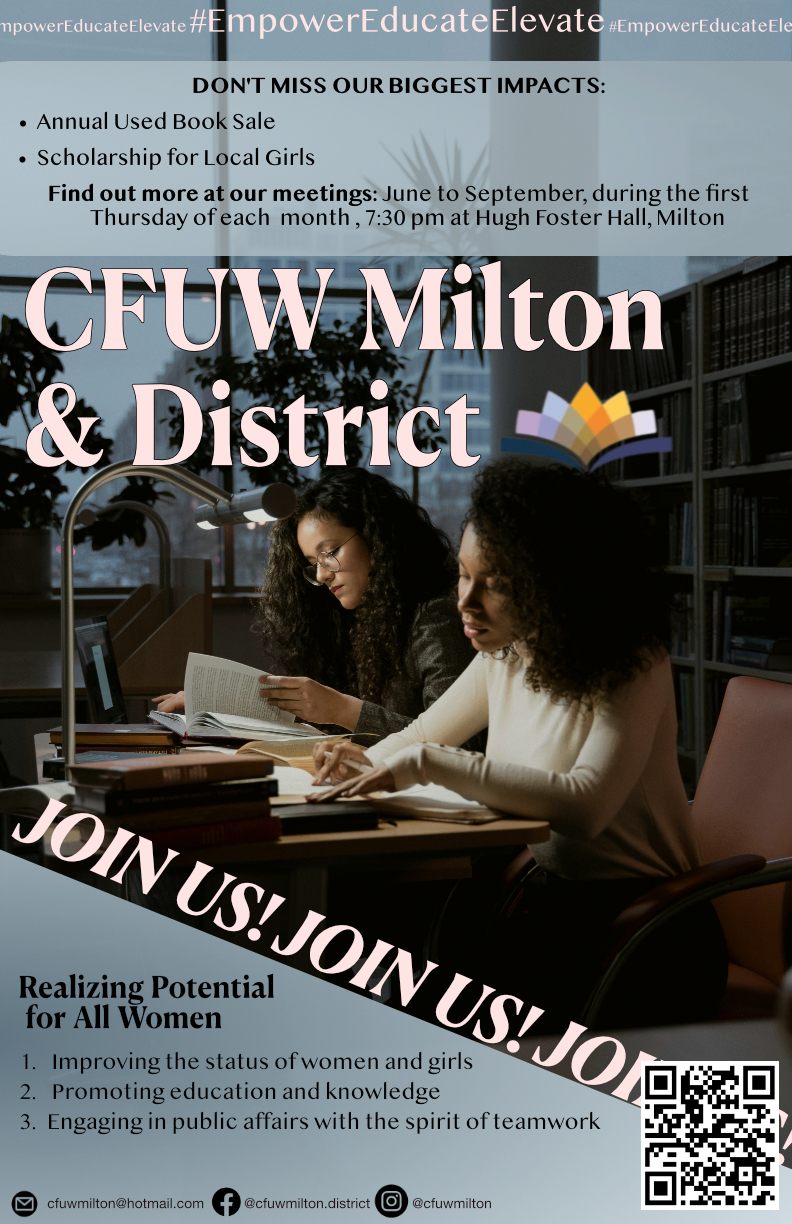 mpowerEducateElevate #EmpowerEducateElevate #EmpowerEducateEle
DON'T MISS OUR BIGGEST IMPACTS:
• Annual Used Book Sale
• Scholarship for Local Girls
Find out more at our meetings: June to September, during the first
Thursday of each month , 7:30 pm at Hugh Foster Hall, Milton
CFUW Milton
& District
JOIN US! JOIN US! JOIN S!
Realizing Potential
for All Women
1. Improving the status of women and girls
2. Promoting education and knowledge
3. Engaging in public affairs with the spirit of teamwork
cfuwmilton@hotmail.com @cfuwmilton.district @cfuwmilton